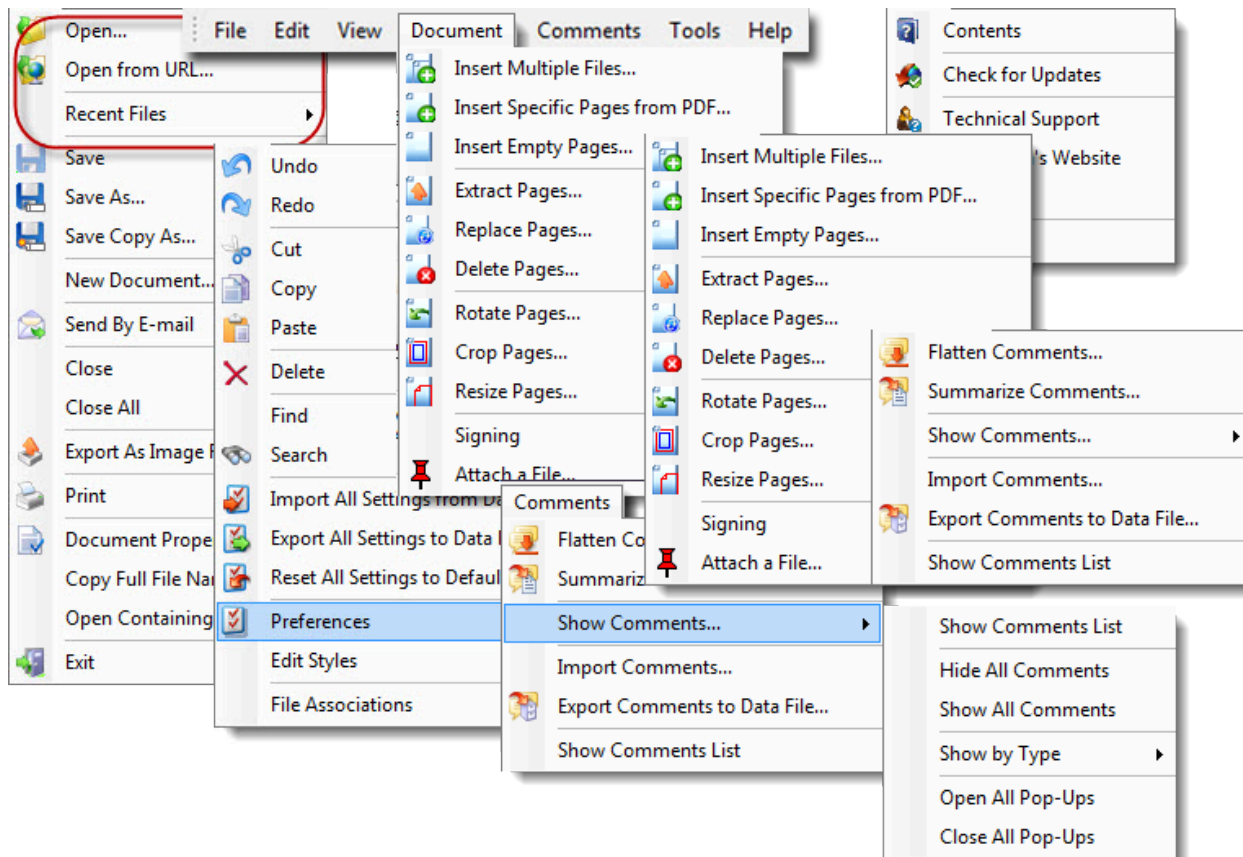 File Edit View Document Comments Tools Help
Open...
Open from URL...
Recent Files
Save
Save As...
Save Copy As...
New Document...
Send By E-mail
Close
Close All
Export As Image
Print
Document
Copy Full File
Open Containing
Exit
Undo
Redo
Cut
Copy
Paste
Delete
Find
Search
Import All Settings from
Export All Settings to Data
Reset All Settings to
Preferences
Edit Styles
File Associations
Insert Multiple Files...
Insert Specific Pages from PDF...
Insert Empty Pages...
Extract Pages...
Replace Pages...
Delete Pages...
Rotate Pages...
Crop Pages...
Resize Pages...
Signing
Attach a File...
Comments
Flatten
Show Comments...
Import Comments...
Export Comments to Data File...
Show Comments List
Insert Multiple Files...
Insert Specific Pages from PDF...
Insert Empty Pages...
Extract Pages...
Replace Pages...
Delete Pages...
Rotate Pages...
Crop Pages...
Resize Pages...
Signing
Attach a File...
Contents
Check for Updates
Technical Support
's Website
Flatten Comments...
Summarize Comments...
Show Comments...
Import Comments...
Export Comments to Data File...
Show Comments List
Show Comments List
Hide All Comments
Show All Comments
Show by Type
Open All Pop-Ups
Close All Pop-Ups